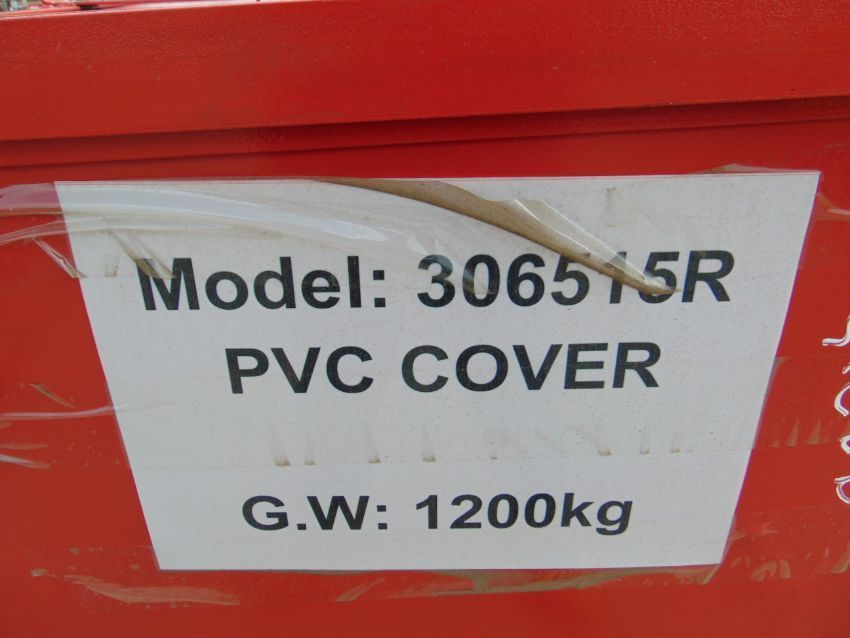 Model: 306515R
PVC COVER
G.W: 1200kg